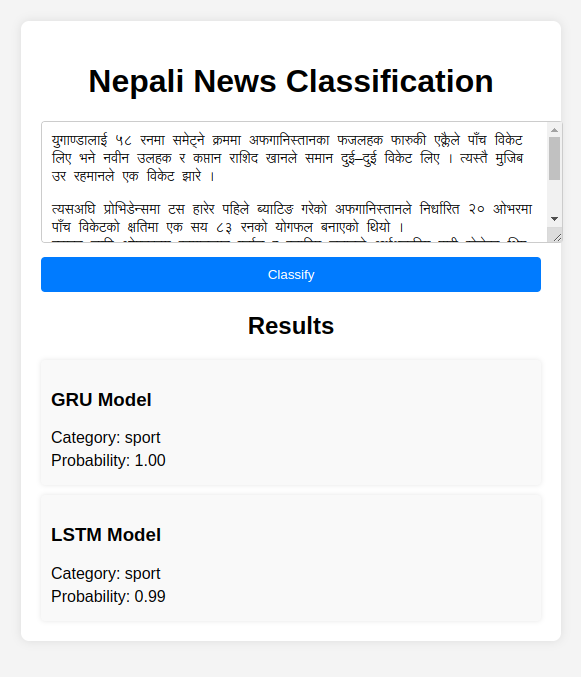 Nepali News Classification
युगाण्डालाई ५८ रनमा समेट्ने क्रममा अफगानिस्तानका फजलहक फारुकी एक्लैले पाँच विकेट
लिए भने नवीन उलहक र कप्तान राशिद खानले समान दुई–दुई विकेट लिए । त्यस्तै मुजिब
उर रहमानले एक विकेट झारे ।
त्यसअघि प्रोभिडेन्समा टस हारेर पहिले ब्याटिङ गरेको अफगानिस्तानले निर्धारित २० ओभरमा
पाँच विकेटको क्षतिमा एक सय ८३ रनको योगफल बनाएको थियो ।
Classify
Results
GRU Model
Category: sport
Probability: 1.00
LSTM Model
Category: sport
Probability: 0.99